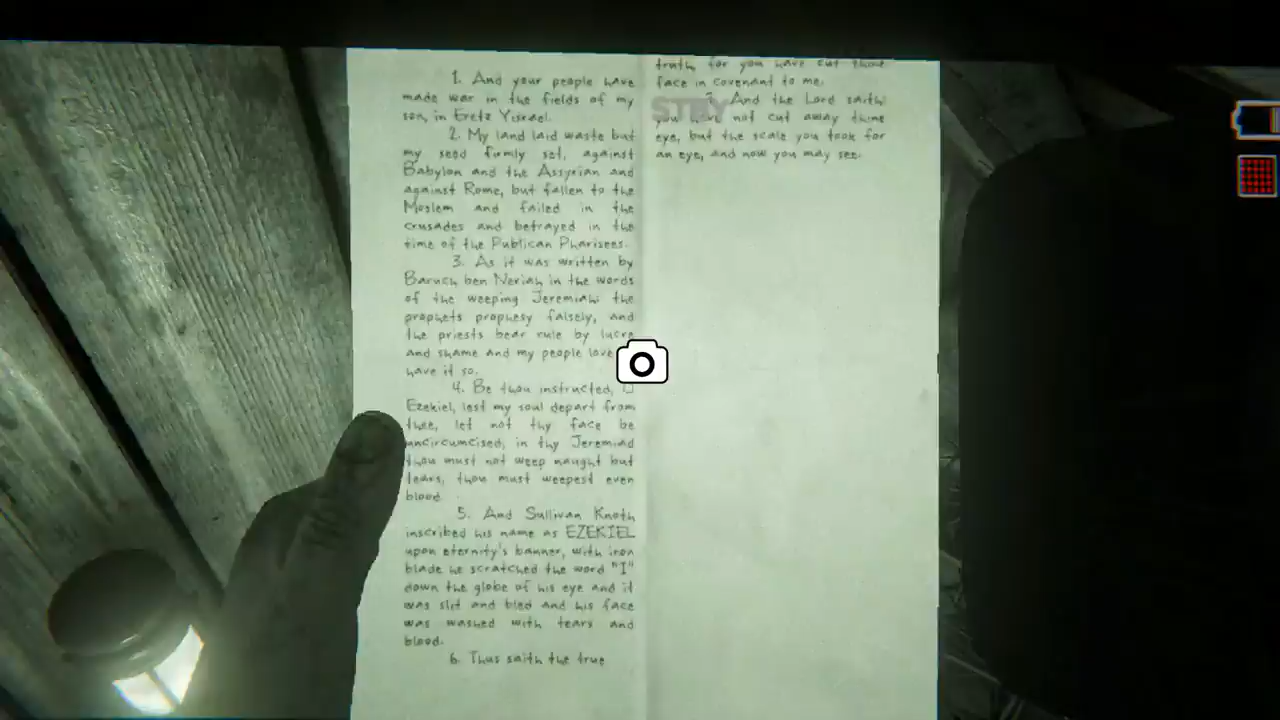 1. And your people have
made war in the fields of my
son, in Eretz Yisrael.
2. My land laid waste but
my seed firmly set, against
Babylon and the Assyrian and
against Rome, but fallen to the
Moslem and failed in the
crusades and betrayed in the
time of the Publican Pharisees.
3. As it was written by
Baruch ben Neriah in the words
of the weeping Jeremiah: the
prophets prophesy falsely, and
the priests bear rule by lucre
and shame and my people love
have it so.
4. Be thou instructed, O
Ezekiel, lest my soul depart from
thee, let not thy face be
uncircumcised, in thy Jeremiad
thou must not weep naught but
tears, thou must weepest even
blood.
5. And Sullivan Knoth
inscribed his name as EZEKIEL
upon eternity's banner, with iron
blade he scratched the word "I"
down the globe of his eye and it
was slit and bled and his face
was washed with tears and
blood.
6. Thus saith the true
truth, for you have cut thine
face in covenant to me.
And the Lord saith:
you not cut away thine
eye, but the scale you took for
an eye, and now you may see.